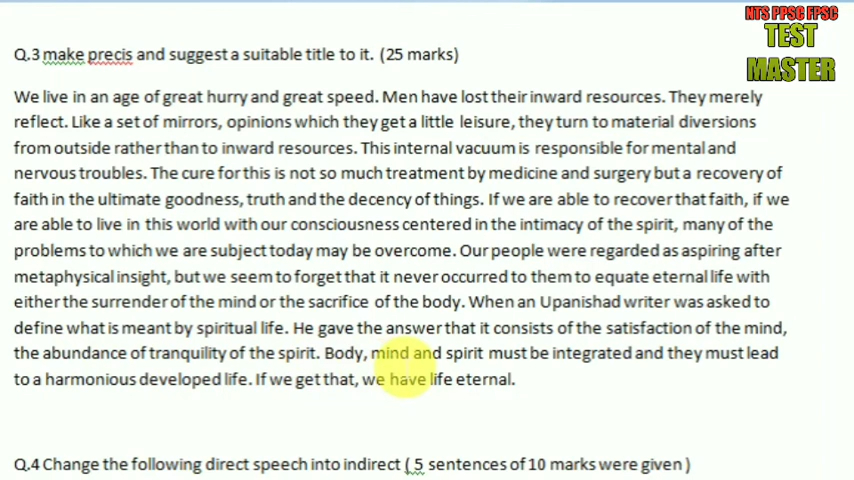 NTS PPSC FPSC
TEST
MASTER
Q.3 make precis and suggest a suitable title to it. (25 marks)
We live in an age of great hurry and great speed. Men have lost their inward resources. They merely
reflect. Like a set of mirrors, opinions which they get a little leisure, they turn to material diversions
from outside rather than to inward resources. This internal vacuum is responsible for mental and
nervous troubles. The cure for this is not so much treatment by medicine and surgery but a recovery of
faith in the ultimate goodness, truth and the decency of things. If we are able to recover that faith, if we
are able to live in this world with our consciousness centered in the intimacy of the spirit, many of the
problems to which we are subject today may be overcome. Our people were regarded as aspiring after
metaphysical insight, but we seem to forget that it never occurred to them to equate eternal life with
either the surrender of the mind or the sacrifice of the body. When an Upanishad writer was asked to
define what is meant by spiritual life. He gave the answer that it consists of the satisfaction of the mind,
the abundance of tranquility of the spirit. Body, mind and spirit must be integrated and they must lead
to a harmonious developed life. If we get that, we have life eternal.
Q.4 Change the following direct speech into indirect ( 5 sentences of 10 marks were given )